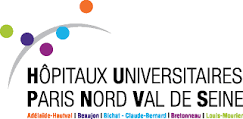 HÔPITAUX UNIVERSITAIRES
PARIS NORD VAL DE SEINE
Adélaïde-Hautval | Beaujon | Bichat - Claude-Bernard | Bretonneau | Louis-Mourier